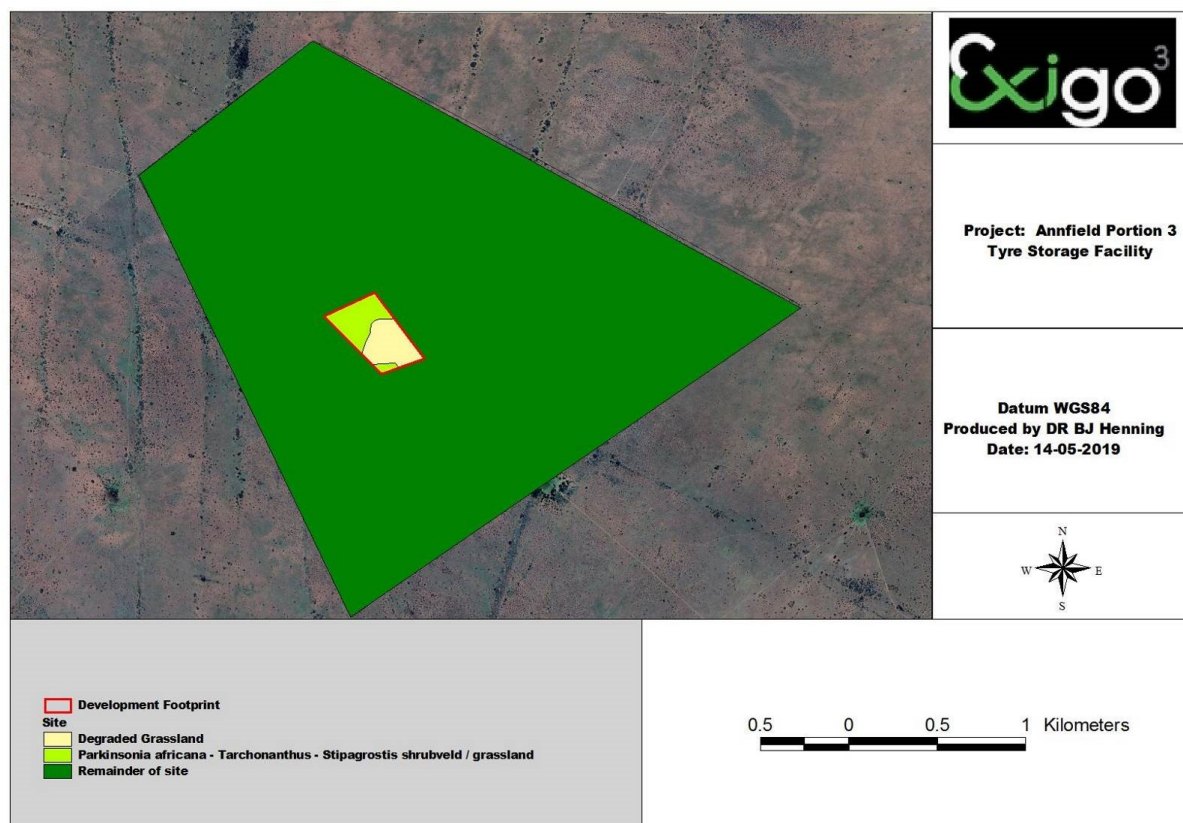 Exigo3
Project: Annfield Portion 3
Tyre Storage Facility
Datum WGS84
Produced by DR BJ Henning
Date: 14-05-2019
N
W E
S
Development Footprint
Site
Degraded Grassland
Parkinsonia africana - Tarchonanthus - Stipagrostis shrubveld / grassland
Remainder of site
0.5 0 0.5 1 Kilometers